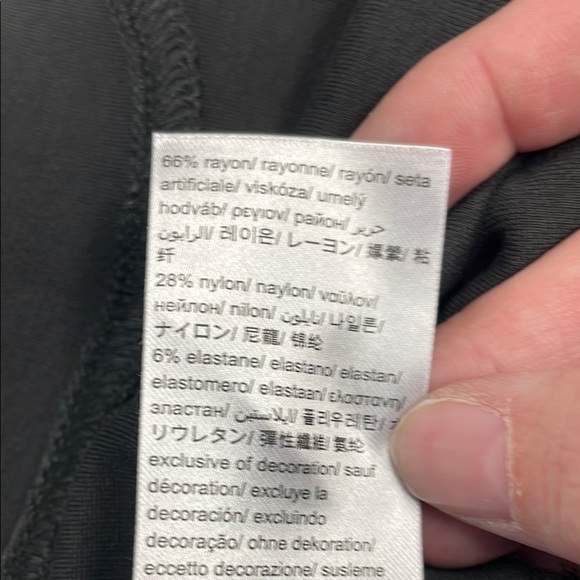 66% rayon/ rayonne/ rayón/ seta
artificiale/ viskóza/ umelý
hodváb/ ρεγιον/ район/ حرير
الرايون/ 레이온/ レーヨン/ 嫘縈/ 粘
纤
28% nylon/ naylon/ ναϋλον/
нейлон/ nilon/ نايلون/ 나일론/
ナイロン/ 尼龍/ 锦纶
6% elastane/ elastano/ elastan/
elastomero/ elastaan/ ελαστανη/
эластан/ ايلاستين/ 폴리우레탄/
リウレタン/ 彈性纖維/ 氨纶
exclusive of decoration/ sauf
décoration/ excluye la
decoración/ excluindo
decoração/ ohne dekoration/
eccetto decorazione/ susleme